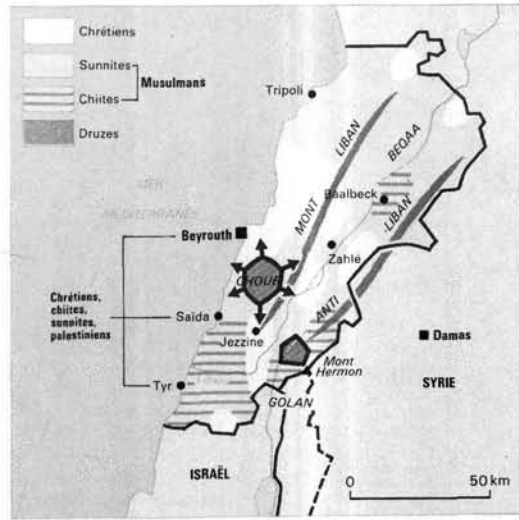 Chrétiens
Sunnites
Musulmans
Chiites
Druzes
Tripoli
MONT
LIBAN
BEQAA
Baalbeck
MER
MÉDITERRANÉE
Beyrouth
Zahlé
LIBAN
ANTI
CHOUF
Chrétiens,
chiites,
sunnites,
palestiniens
Saïda
Jezzine
Damas
Mont
Hermon
Tyr
GOLAN
SYRIE
ISRAËL
0
50 km